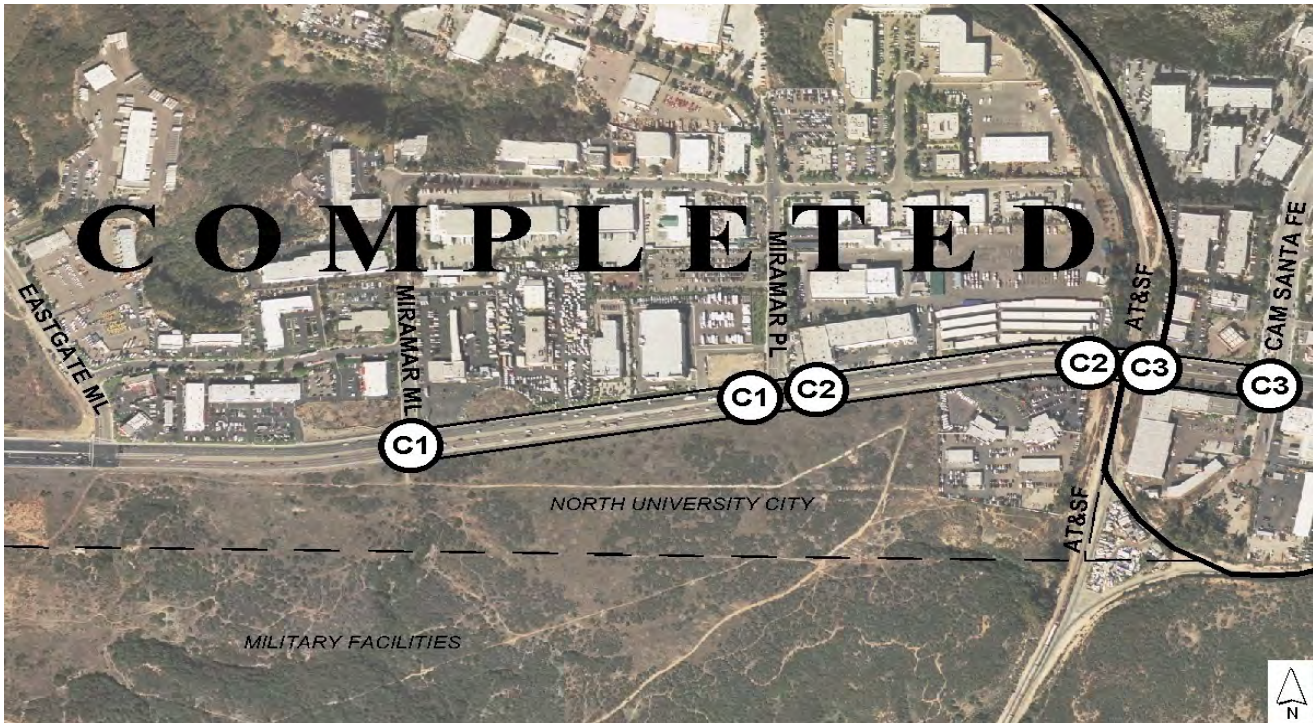 COMPLETED
EASTGATE ML
MIRAMAR ML
MIRAMAR PL
AT&SF
CAM SANTA FE
C1
C1
C2
C2
C3
C3
NORTH UNIVERSITY CITY
AT&SF
MILITARY FACILITIES
N